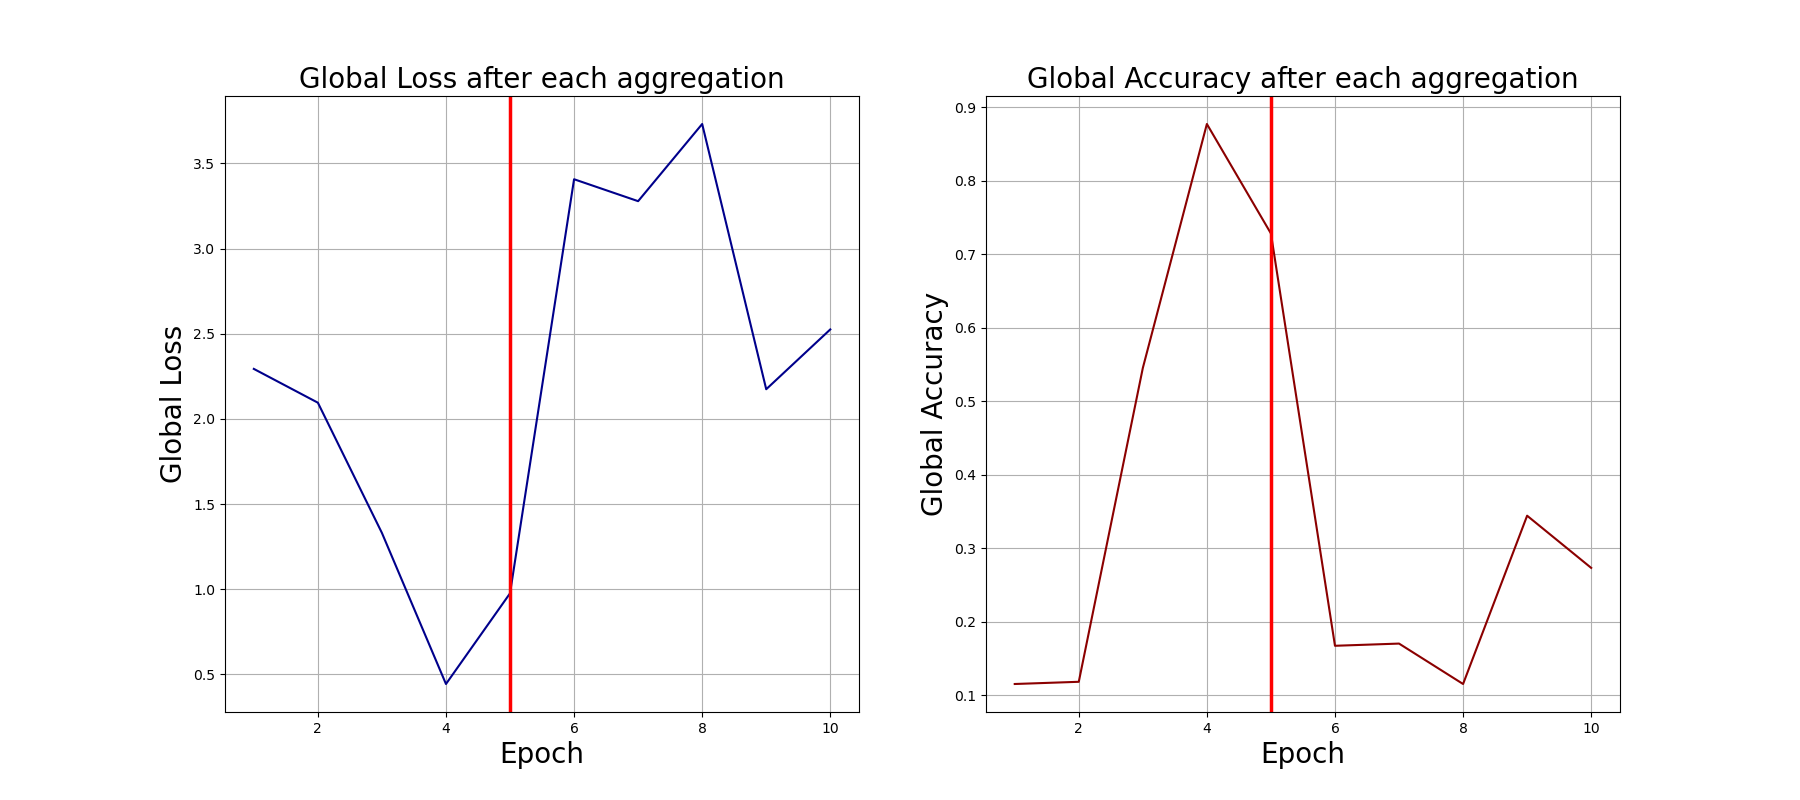 Global Loss after each aggregation
Global Loss
3.5
3.0
2.5
2.0
1.5
1.0
0.5
2 4 6 8 10
Epoch
Global Accuracy after each aggregation
Global Accuracy
0.9
0.8
0.7
0.6
0.5
0.4
0.3
0.2
0.1
2 4 6 8 10
Epoch